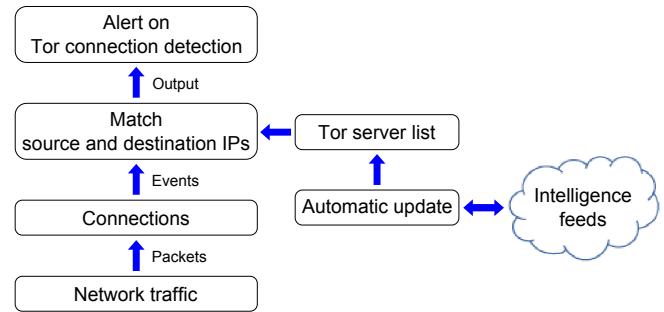 Alert on
Tor connection detection
Output
Match
source and destination IPs
Tor server list
Events
Connections
Automatic update
Intelligence
feeds
Packets
Network traffic